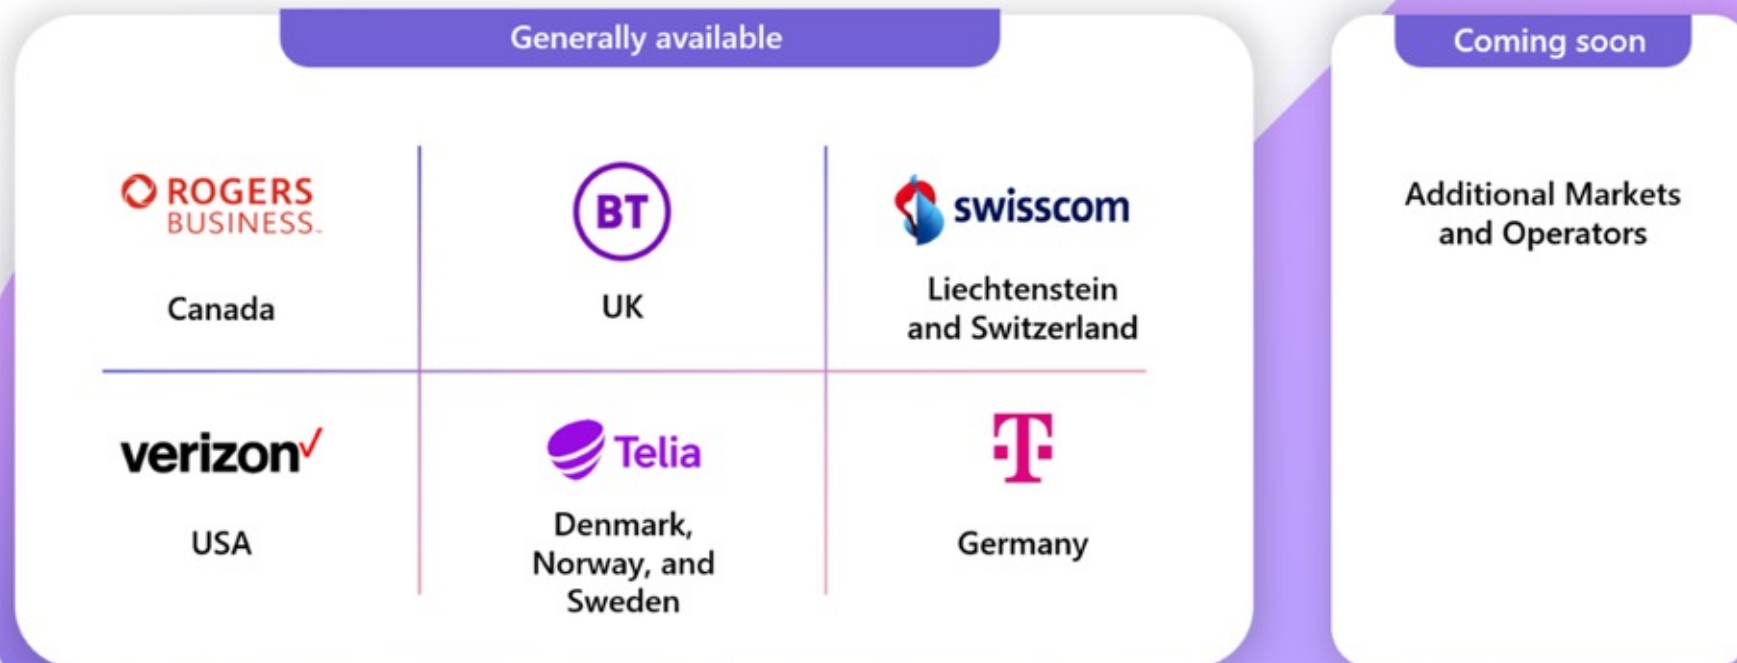 Generally available
Coming soon
ROGERS
BUSINESS
BT
swisscom
Additional Markets
and Operators
Canada
UK
Liechtenstein
and Switzerland
verizon
Telia
T
USA
Denmark,
Norway, and
Sweden
Germany